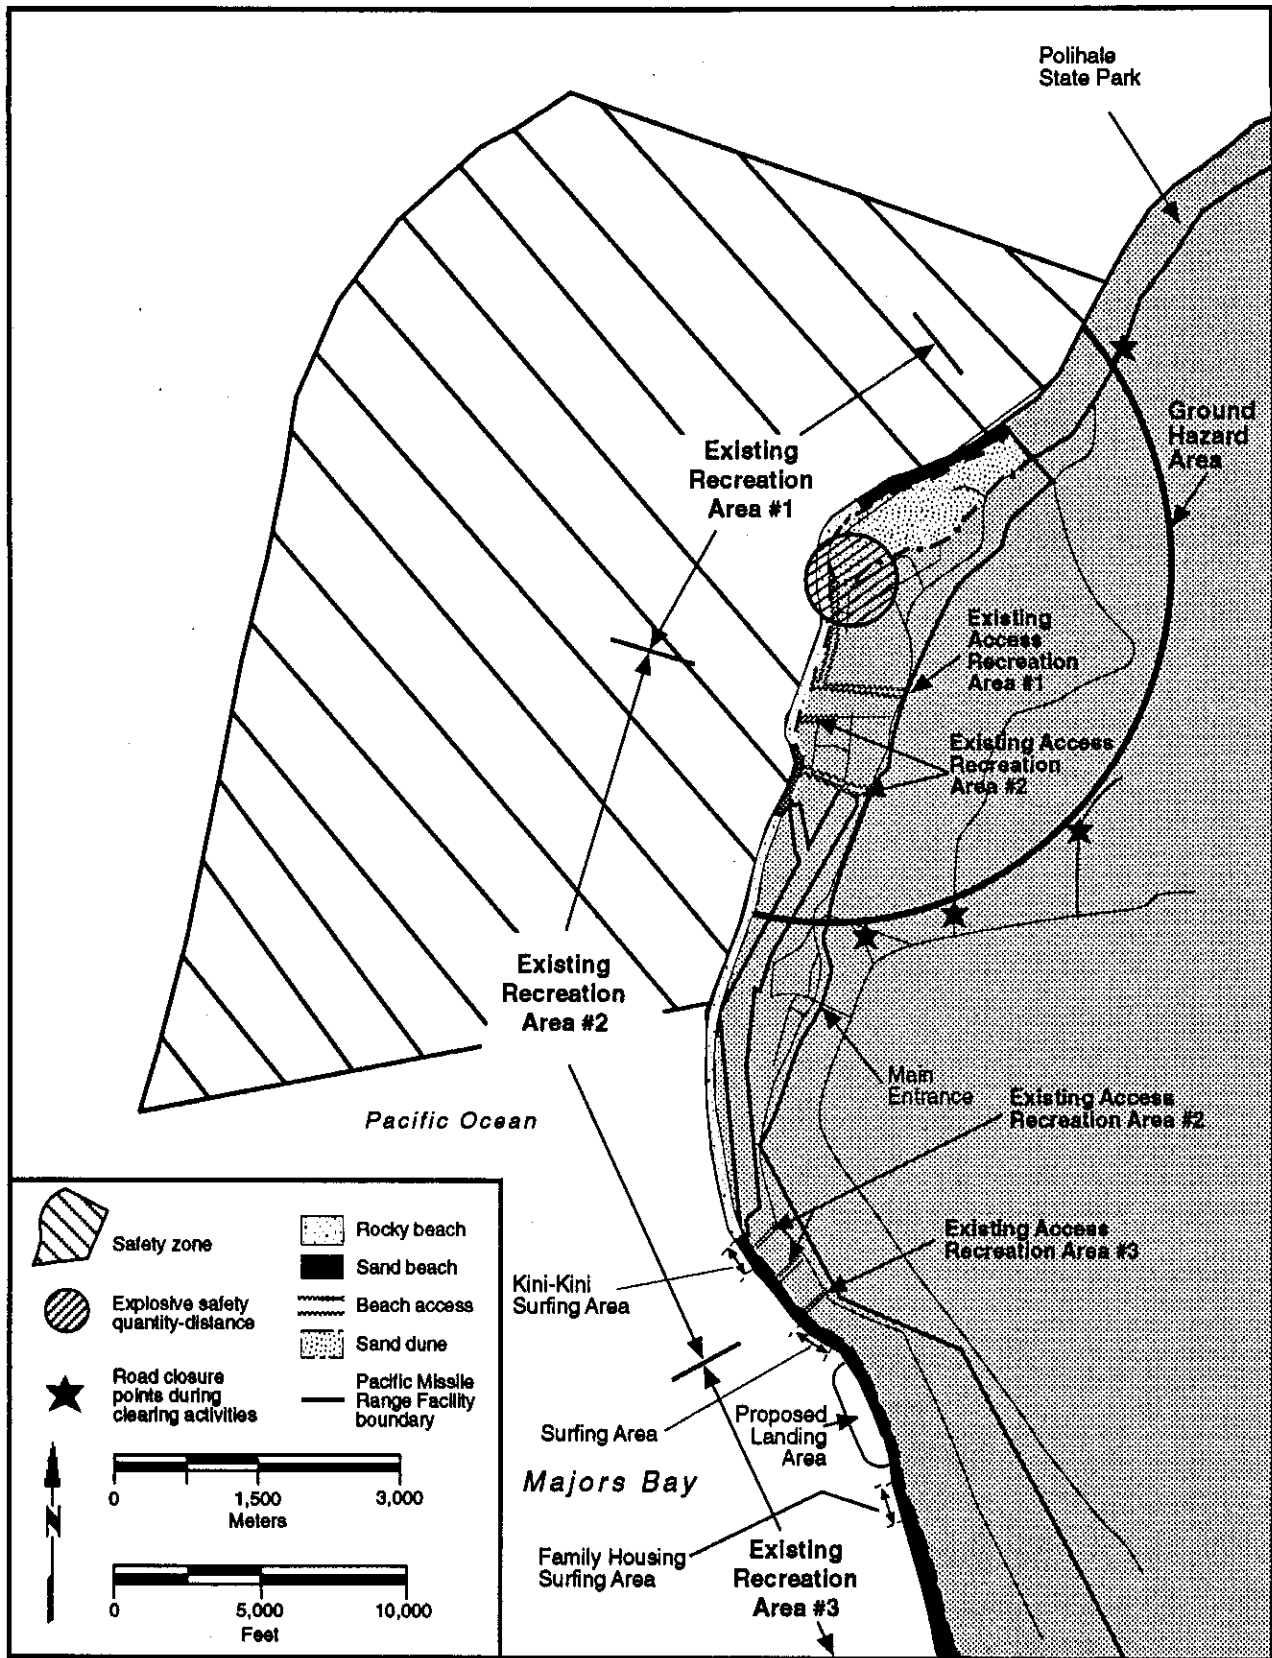 Polihale
State Park
Ground
Hazard
Area
Existing
Recreation
Area #1
Existing
Access
Recreation
Area #1
Existing Access
Recreation
Area #2
Existing
Recreation
Area #2
Main
Entrance
Existing Access
Recreation Area #2
Pacific Ocean
Existing Access
Recreation Area #3
Kini-Kini
Surfing Area
Surfing Area
Proposed
Landing
Area
Majors Bay
Family Housing
Surfing Area
Existing
Recreation
Area #3
Safety zone
Explosive safety
quantity-distance
Road closure
points during
clearing activities
Rocky beach
Sand beach
Beach access
Sand dune
Pacific Missile
Range Facility
boundary
N
0 1,500 3,000
Meters
0 5,000 10,000
Feet